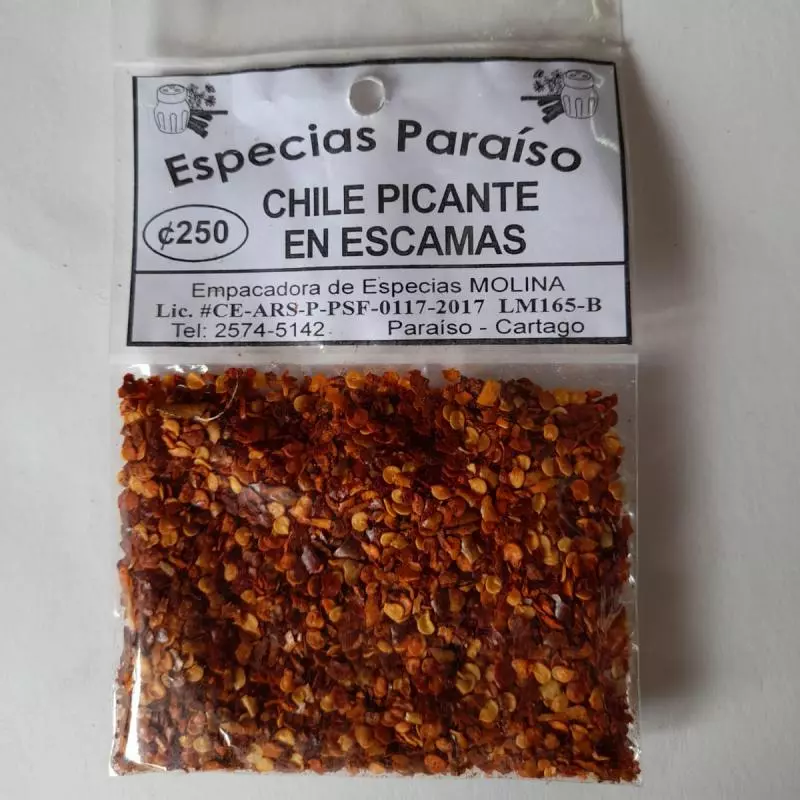 Especias Paraíso
CHILE PICANTE
EN ESCAMAS
¢250
Empacadora de Especias MOLINA
Lic. #CE-ARS-P-PSF-0117-2017 LM165-B
Tel: 2574-5142 Paraíso - Cartago